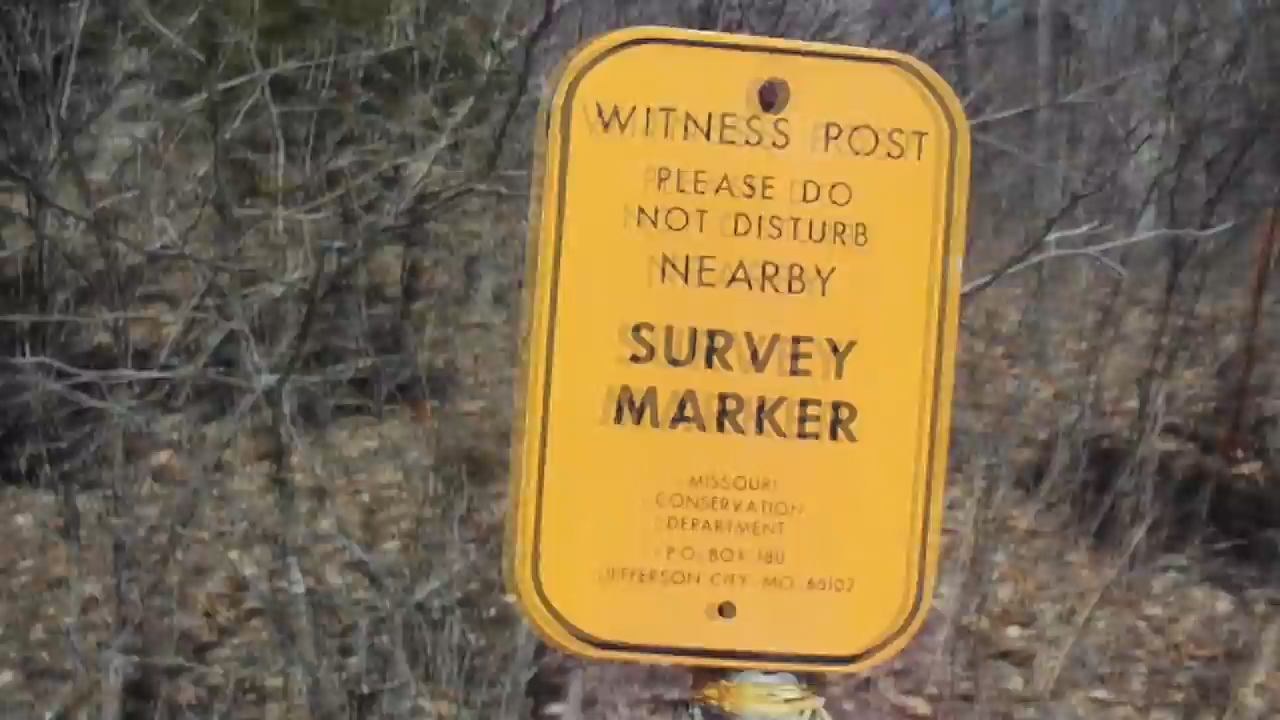 WITNESS POST
PLEASE DO
NOT DISTURB
NEARBY
SURVEY
MARKER
MISSOURI
CONSERVATION
DEPARTMENT
P.O. BOX 180
JEFFERSON CITY, MO. 65102